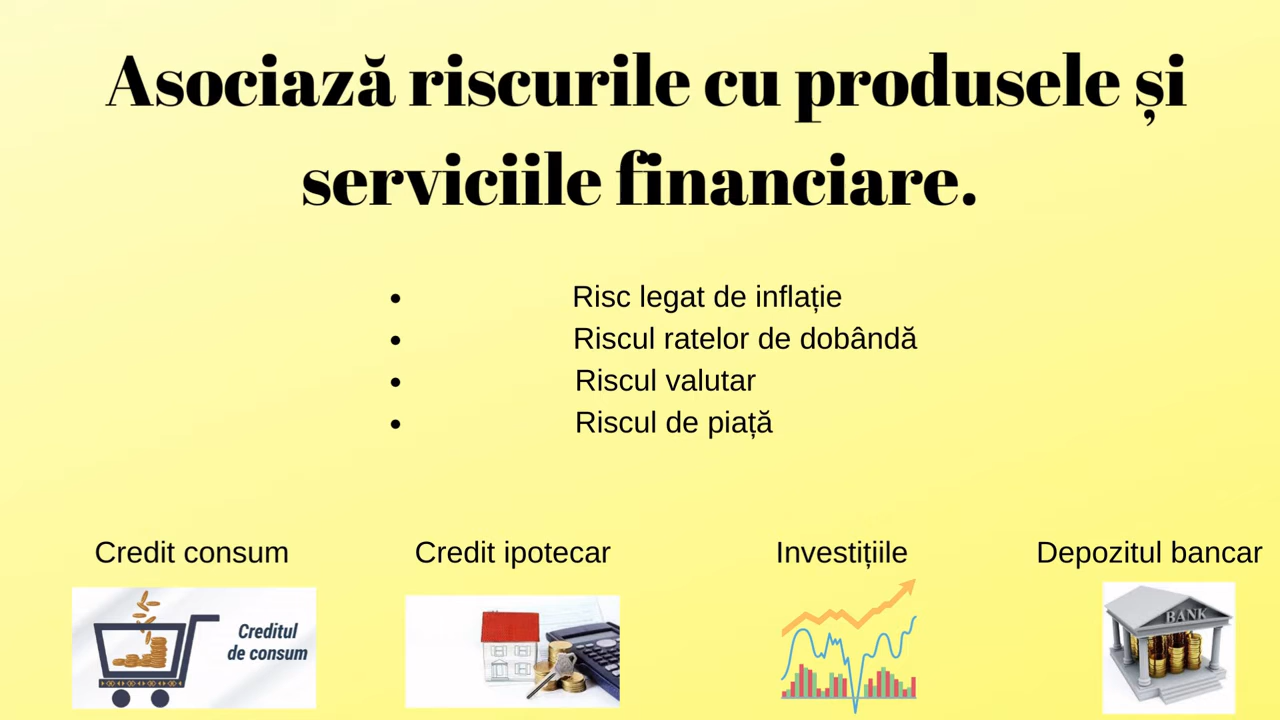 Asociază riscurile cu produsele și
serviciile financiare.
• Risc legat de inflație
• Riscul ratelor de dobândă
• Riscul valutar
• Riscul de piață
Credit consum
Credit ipotecar
Investițiile
Depozitul bancar
Creditul
de consum
BANK